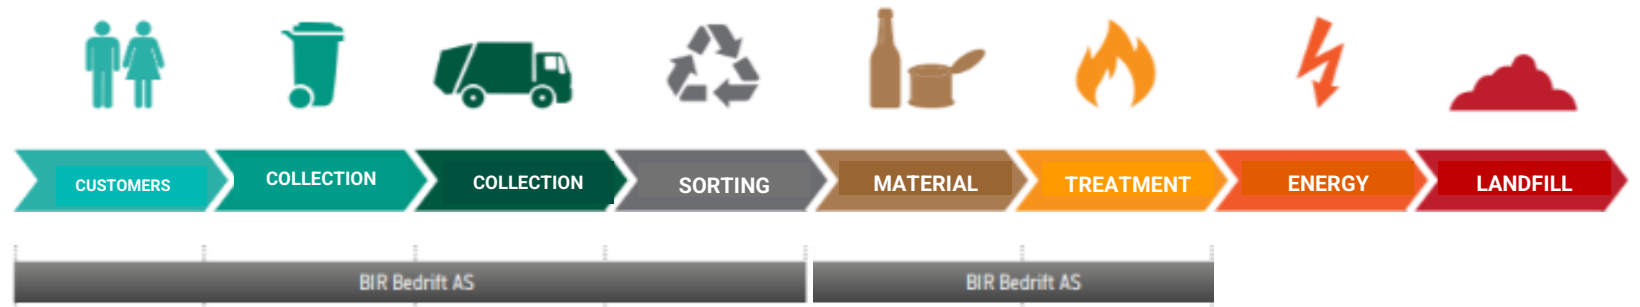 CUSTOMERS
COLLECTION
COLLECTION
SORTING
MATERIAL
TREATMENT
ENERGY
LANDFILL
BIR Bedrift AS
BIR Bedrift AS